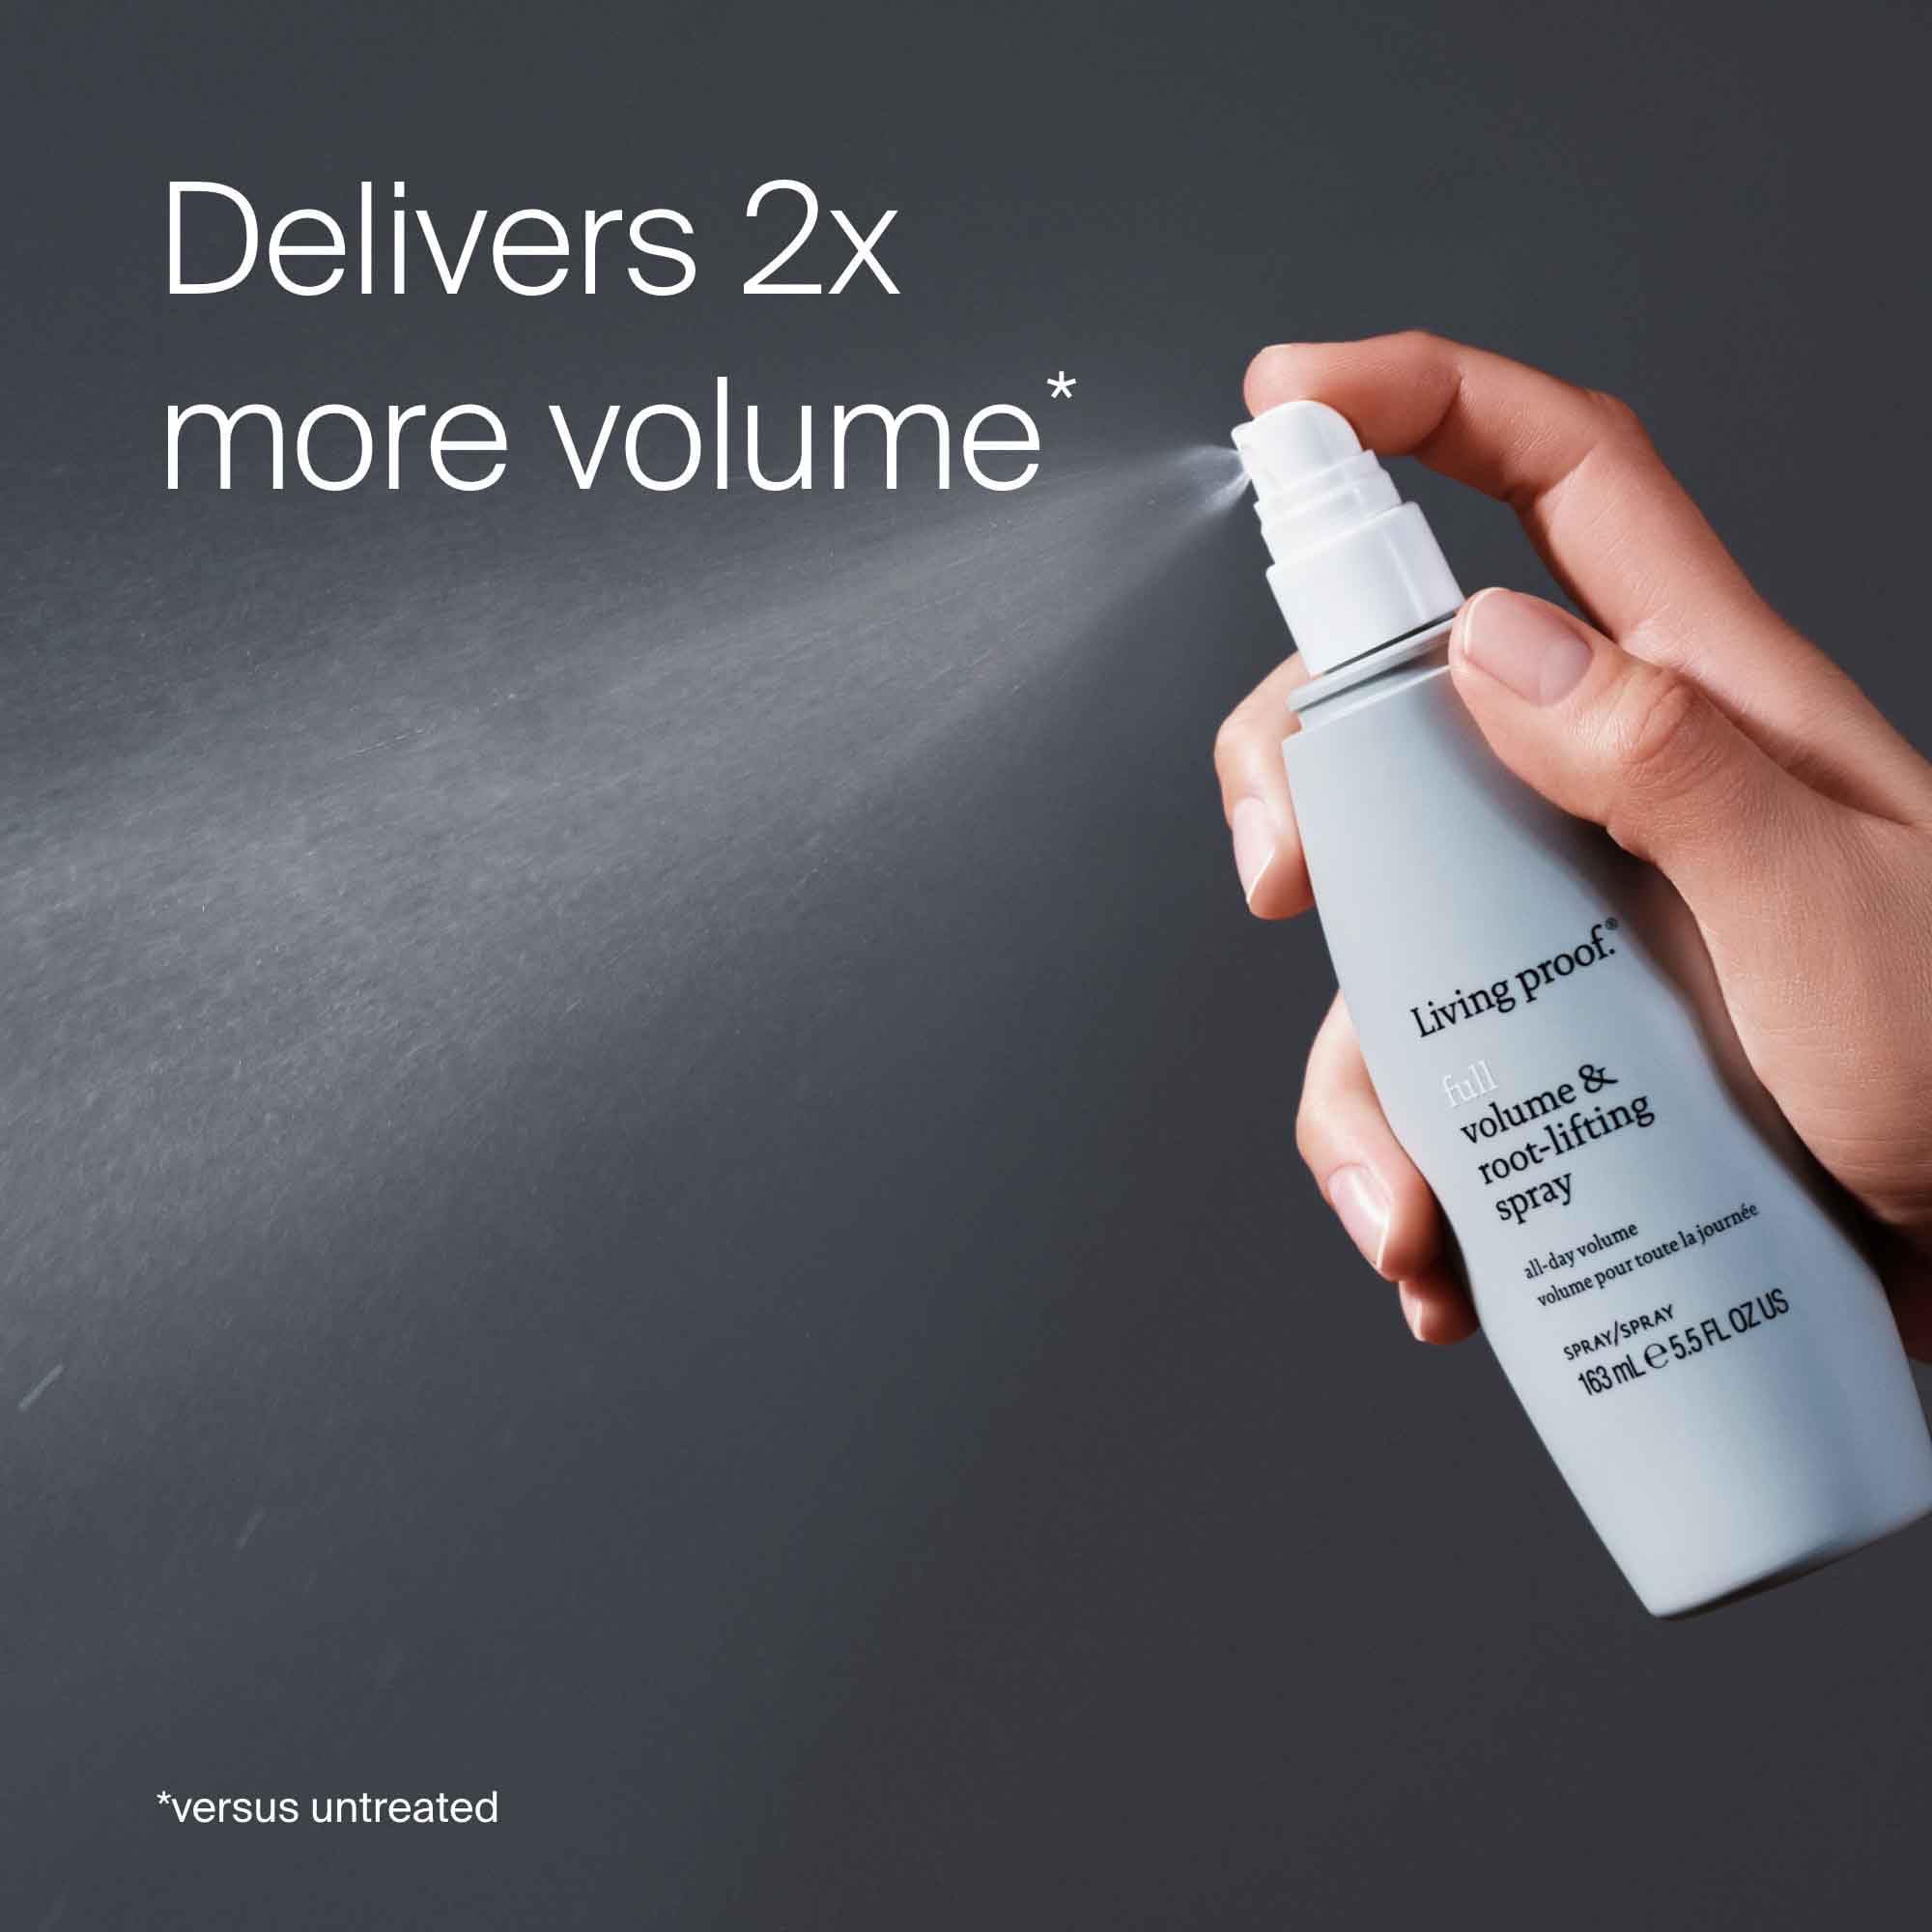 Delivers 2x
more volume*
Living proof.®
full
volume &
root-lifting
spray
all-day volume
volume pour toute la journée
SPRAY/SPRAY
163 mL ℮ 5.5 FL OZ US
*versus untreated